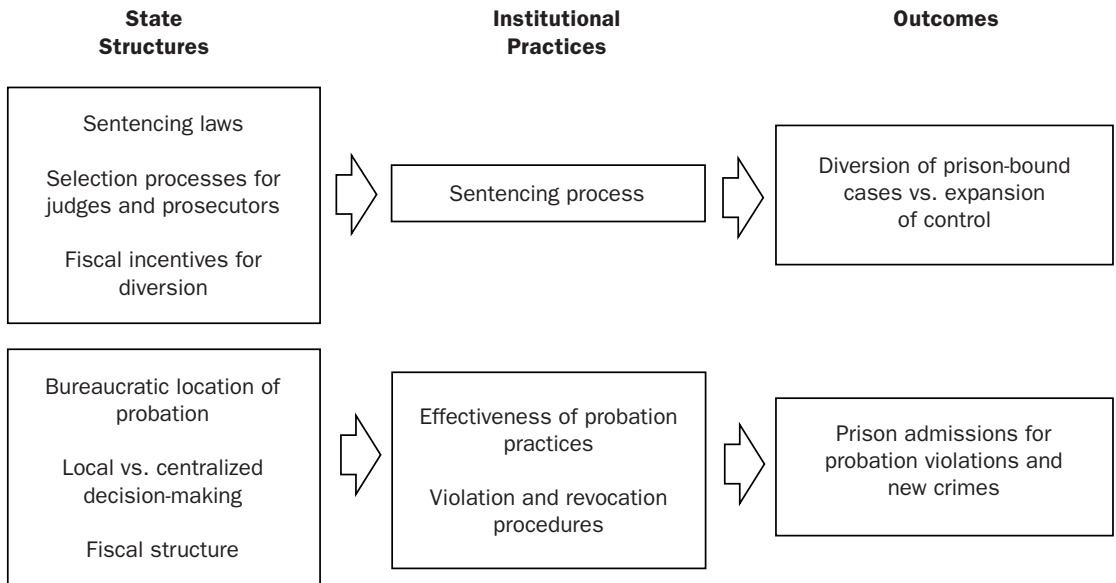 State
Structures
Institutional
Practices
Outcomes
Sentencing laws
Selection processes for
judges and prosecutors
Fiscal incentives for
diversion
Sentencing process
Diversion of prison-bound
cases vs. expansion
of control
Bureaucratic location of
probation
Local vs. centralized
decision-making
Fiscal structure
Effectiveness of probation
practices
Violation and revocation
procedures
Prison admissions for
probation violations and
new crimes